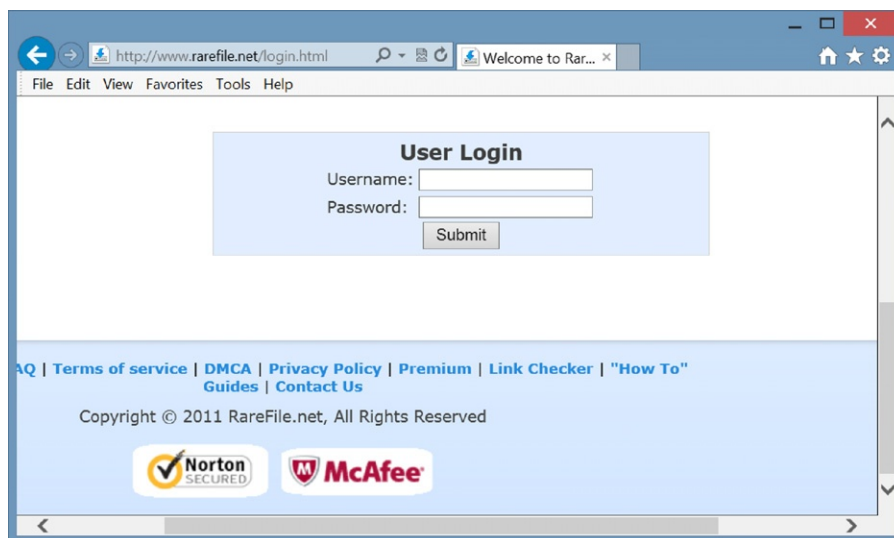 http://www.rarefile.net/login.html
Welcome to Rar...
File Edit View Favorites Tools Help
User Login
Username:
Password:
Submit
AQ | Terms of service | DMCA | Privacy Policy | Premium | Link Checker | "How To"
Guides | Contact Us
Copyright © 2011 RareFile.net, All Rights Reserved
Norton
SECURED
McAfee